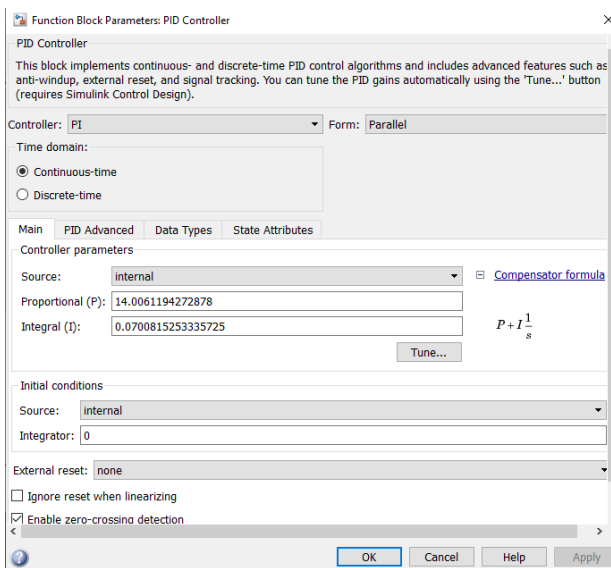 Function Block Parameters: PID Controller
PID Controller
This block implements continuous- and discrete-time PID control algorithms and includes advanced features such as
anti-windup, external reset, and signal tracking. You can tune the PID gains automatically using the 'Tune...' button
(requires Simulink Control Design).
Controller: PI Form: Parallel
Time domain:
Continuous-time
Discrete-time
Main PID Advanced Data Types State Attributes
Controller parameters
Source: internal Compensator formula
Proportional (P): 14.0061194272878
Integral (I): 0.0700815253335725
P+I 1/s
Tune...
Initial conditions
Source: internal
Integrator: 0
External reset: none
Ignore reset when linearizing
Enable zero-crossing detection
OK Cancel Help Apply